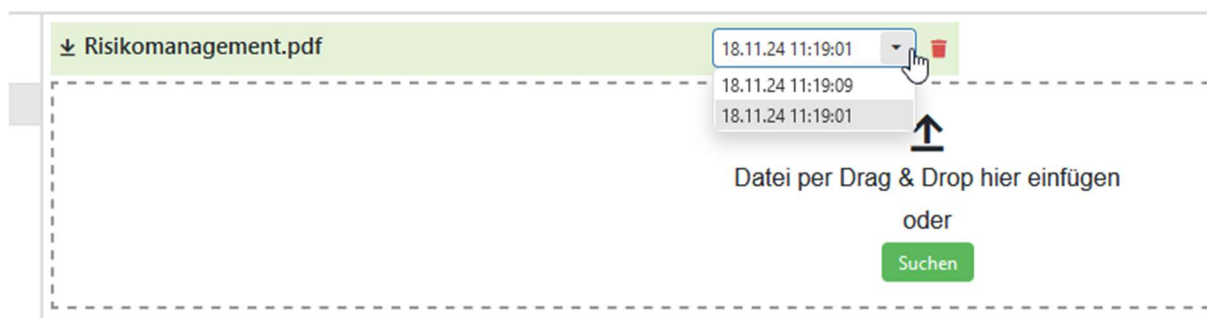 Risikomanagement.pdf
18.11.24 11:19:01
18.11.24 11:19:09
18.11.24 11:19:01
Datei per Drag & Drop hier einfügen
oder
Suchen